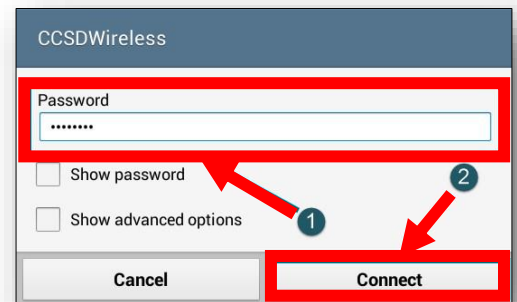 CCSDWireless
Password
••••••••
Show password
2
Show advanced options
1
Cancel
Connect